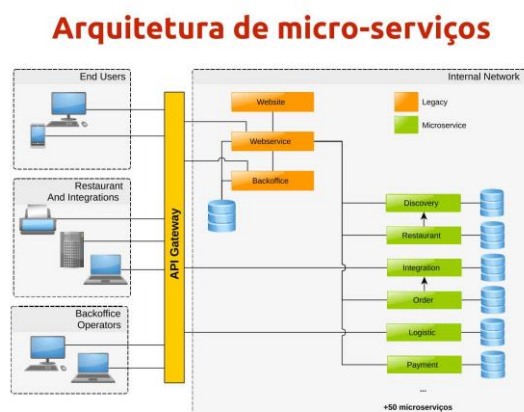 Arquitetura de micro-serviços
End Users
Restaurant
And Integrations
Backoffice
Operators
API Gateway
Internal Network
Website
Webservice
Backoffice
Legacy
Microservice
Discovery
Restaurant
Integration
Order
Logistic
Payment
...
+50 microserviços